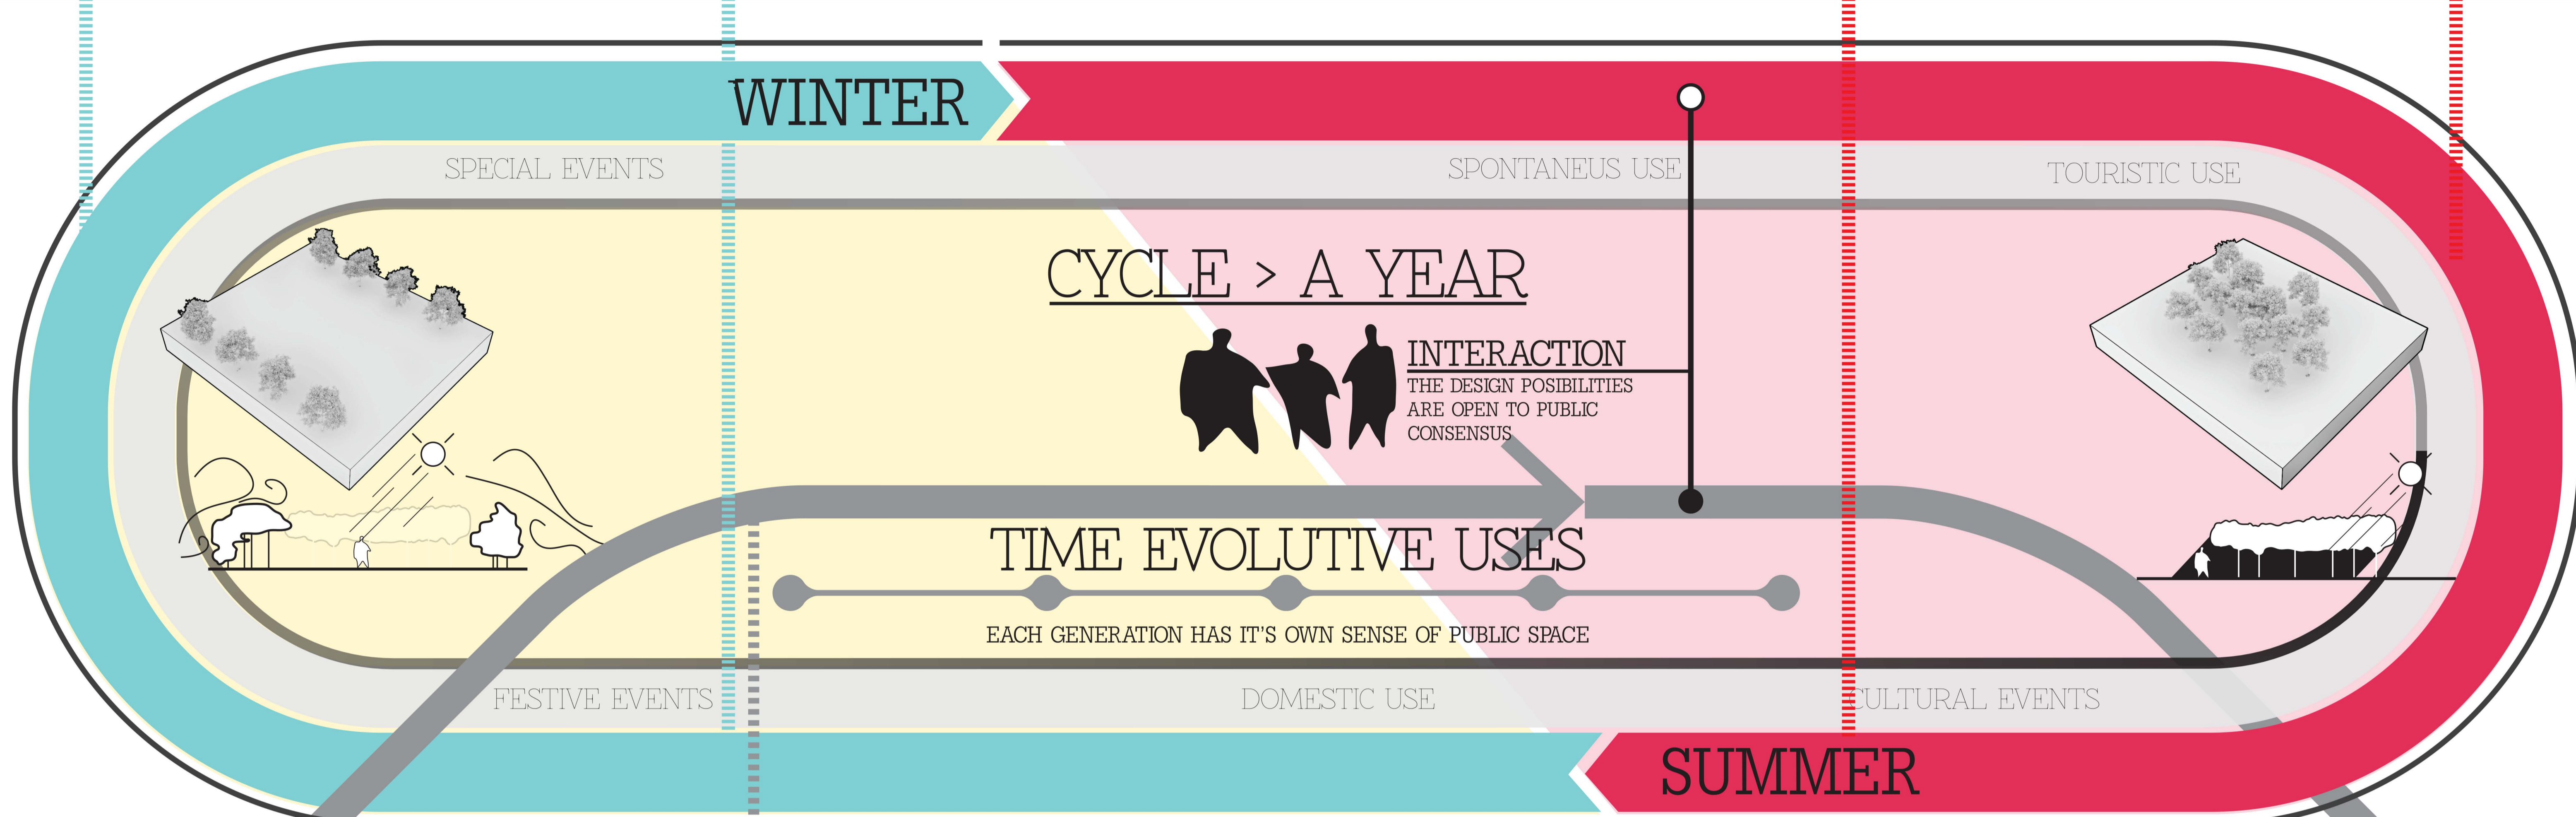 WINTER
SPECIAL EVENTS
SPONTANEUS USE
TOURISTIC USE
CYCLE > A YEAR
INTERACTION
THE DESIGN POSIBILITIES
ARE OPEN TO PUBLIC
CONSENSUS
TIME EVOLUTIVE USES
EACH GENERATION HAS IT'S OWN SENSE OF PUBLIC SPACE
FESTIVE EVENTS
DOMESTIC USE
CULTURAL EVENTS
SUMMER